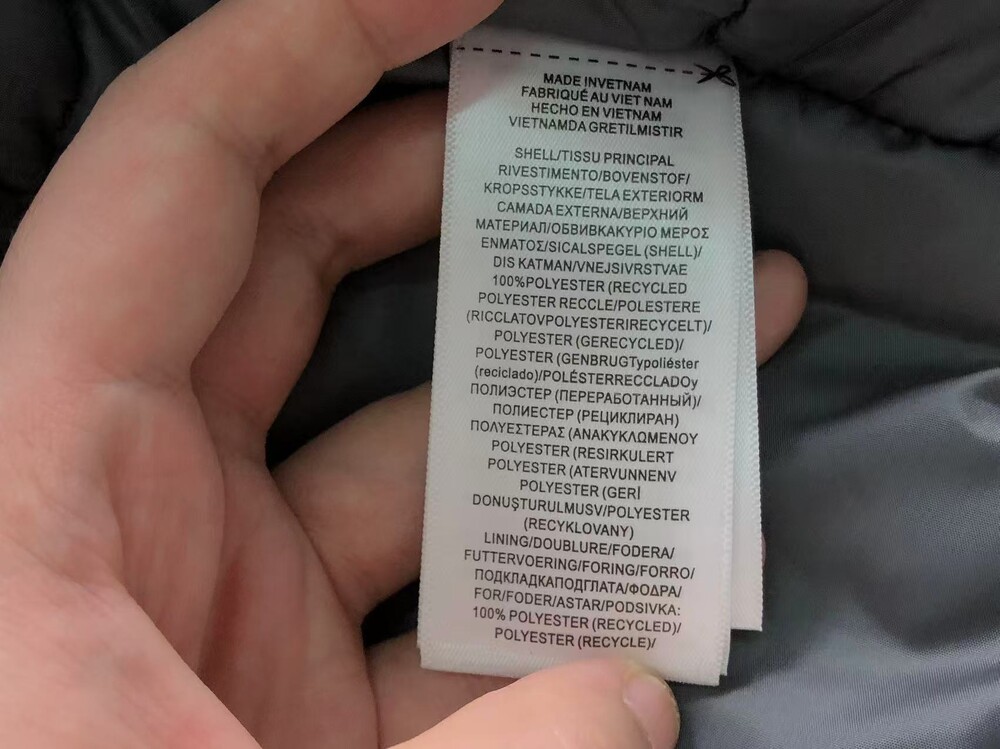 MADE INVETNAM
FABRIQUÉ AU VIET NAM
HECHO EN VIETNAM
VIETNAMDA GRETILMISTIR
SHELL/TISSU PRINCIPAL
RIVESTIMENTO/BOVENSTOF/
KROPSSTYKKE/TELA EXTERIORM
CAMADA EXTERNA/ВЕРХНИЙ
МАТЕРИАЛ/ОБВИВКАКУРІО ΜΕΡΟΣ
ΕΝΜΑΤΟΣ/SICALSPEGEL (SHELL)/
DIS KATMAN/VNEJSIVRSTVAE
100%POLYESTER (RECYCLED
POLYESTER RECCLE/POLESTERE
(RICCLATOVPOLYESTERIRECYCELT)/
POLYESTER (GERECYCLED)/
POLYESTER (GENBRUGTypoliéster
(reciclado)/POLÉSTERRECCLADOy
ПОЛИЭСТЕР (ПЕРЕРАБОТАННЫЙ)/
ПОЛИЕСТЕР (РЕЦИКЛИРАН)
ΠΟΛΥΕΣΤΕΡΑΣ (ΑΝΑΚΥΚΛΩΜΕΝΟΥ
POLYESTER (RESIRKULERT
POLYESTER (ATERVUNNENV
POLYESTER (GERİ
DONUŞTURULMUSV/POLYESTER
(RECYKLOVANY)
LINING/DOUBLURE/FODERA/
FUTTERVOERING/FORING/FORRO/
ПОДКЛАДКАПОДГЛАТА/ΦΟΔΡΑ/
FOR/FODER/ASTAR/PODSIVKA:
100% POLYESTER (RECYCLED)/
POLYESTER (RECYCLE)/